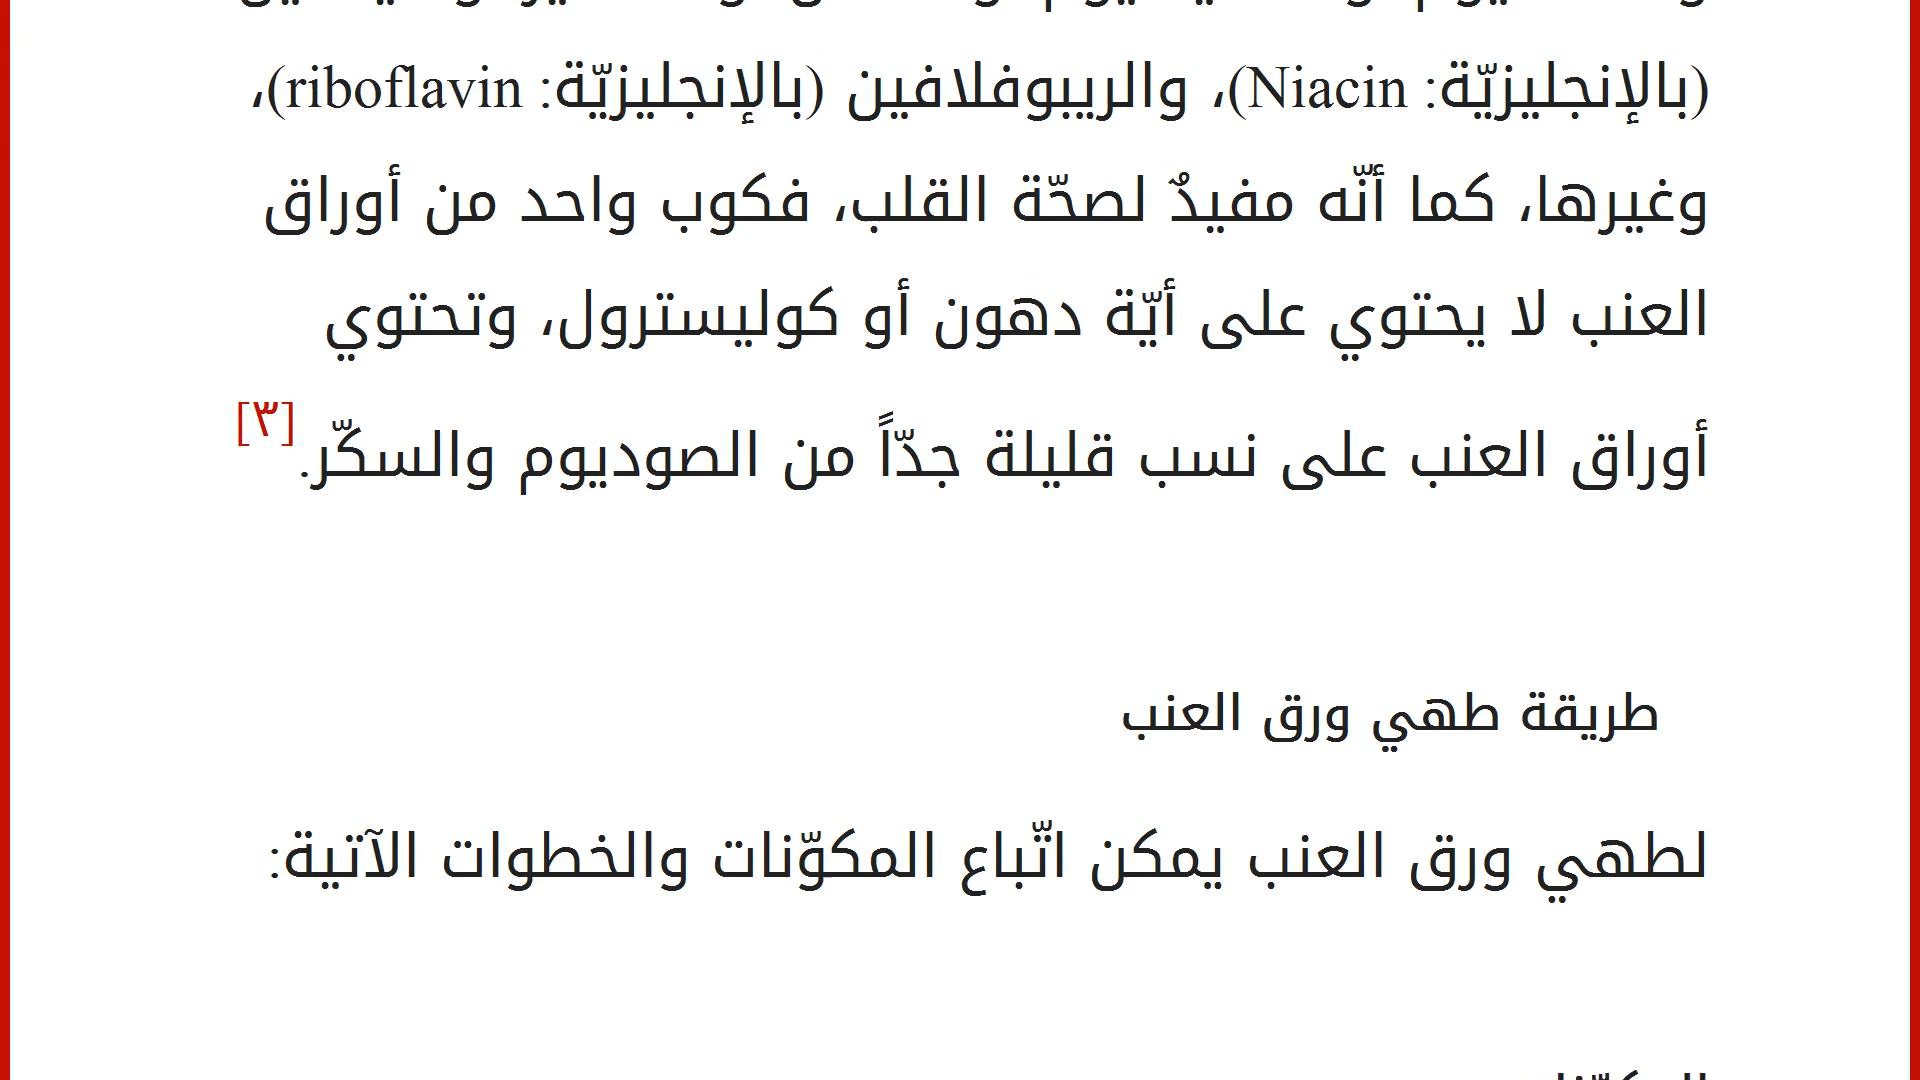 (بالإنجليزيّة: Niacin)، والريبوفلافين (بالإنجليزيّة: riboflavin)،
وغيرها، كما أنّه مفيدٌ لصحّة القلب، فكوب واحد من أوراق
العنب لا يحتوي على أيّة دهون أو كوليسترول، وتحتوي
أوراق العنب على نسب قليلة جدّاً من الصوديوم والسكّر.[٣]
طريقة طهي ورق العنب
لطهي ورق العنب يمكن اتّباع المكوّنات والخطوات الآتية: